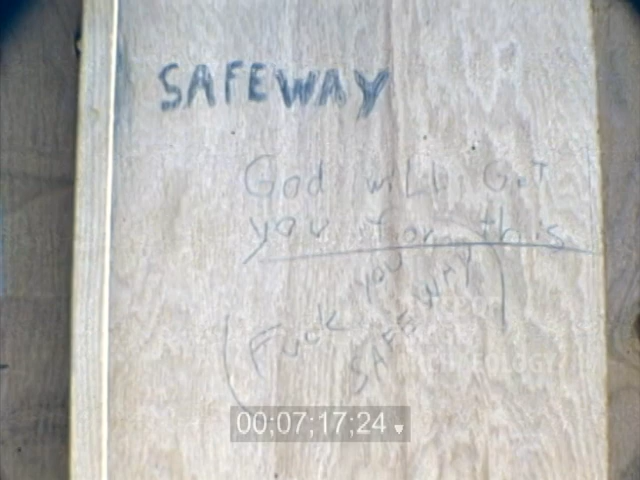 SAFEWAY
God will Get
you for this
(Fuck you
SAFEWAY)
00;07;17;24